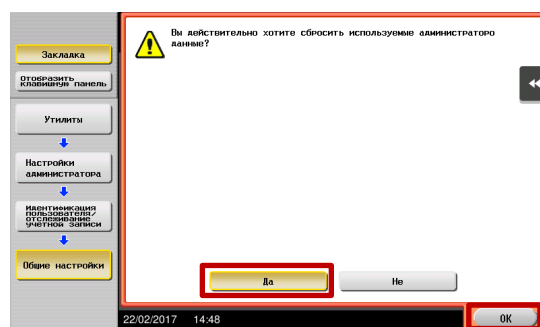 Вы действительно хотите сбросить используемые администраторо
данные?
Закладка
Отобразить
клавишную панель
Утилиты
Настройки
администратора
Идентификация
пользователя/
отслеживание
учетной записи
Общие настройки
Да
Не
22/02/2017 14:48
OK